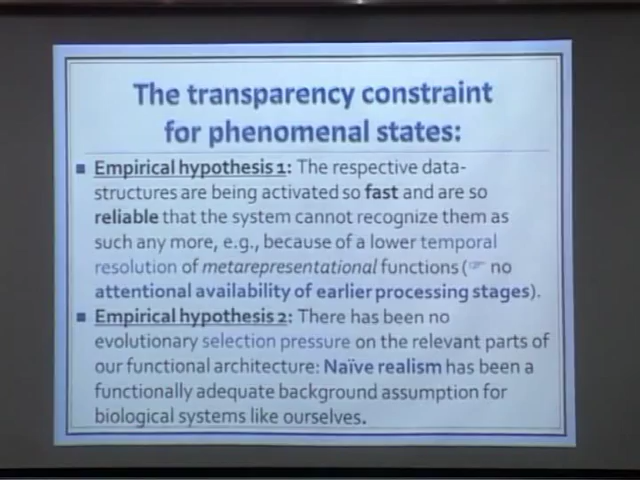 The transparency constraint
for phenomenal states:
■ Empirical hypothesis 1: The respective data-
structures are being activated so fast and are so
reliable that the system cannot recognize them as
such any more, e.g., because of a lower temporal
resolution of metarepresentational functions (☞ no
attentional availability of earlier processing stages).
■ Empirical hypothesis 2: There has been no
evolutionary selection pressure on the relevant parts of
our functional architecture: Naïve realism has been a
functionally adequate background assumption for
biological systems like ourselves.